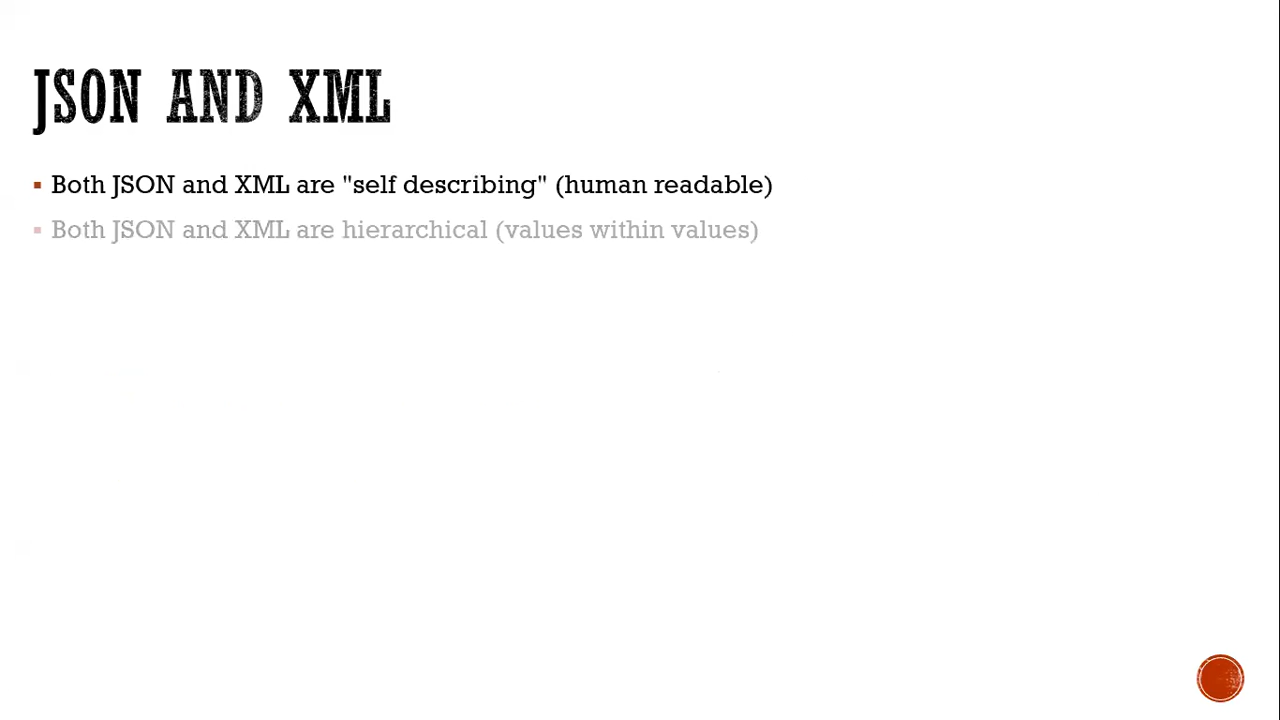 JSON AND XML
▪ Both JSON and XML are "self describing" (human readable)
▪ Both JSON and XML are hierarchical (values within values)